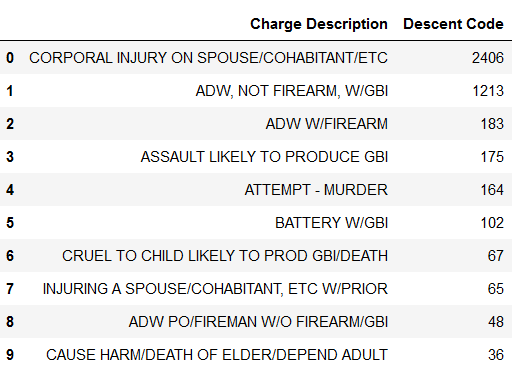 Charge Description Descent Code
0 CORPORAL INJURY ON SPOUSE/COHABITANT/ETC 2406
1 ADW, NOT FIREARM, W/GBI 1213
2 ADW W/FIREARM 183
3 ASSAULT LIKELY TO PRODUCE GBI 175
4 ATTEMPT - MURDER 164
5 BATTERY W/GBI 102
6 CRUEL TO CHILD LIKELY TO PROD GBI/DEATH 67
7 INJURING A SPOUSE/COHABITANT, ETC W/PRIOR 65
8 ADW PO/FIREMAN W/O FIREARM/GBI 48
9 CAUSE HARM/DEATH OF ELDER/DEPEND ADULT 36